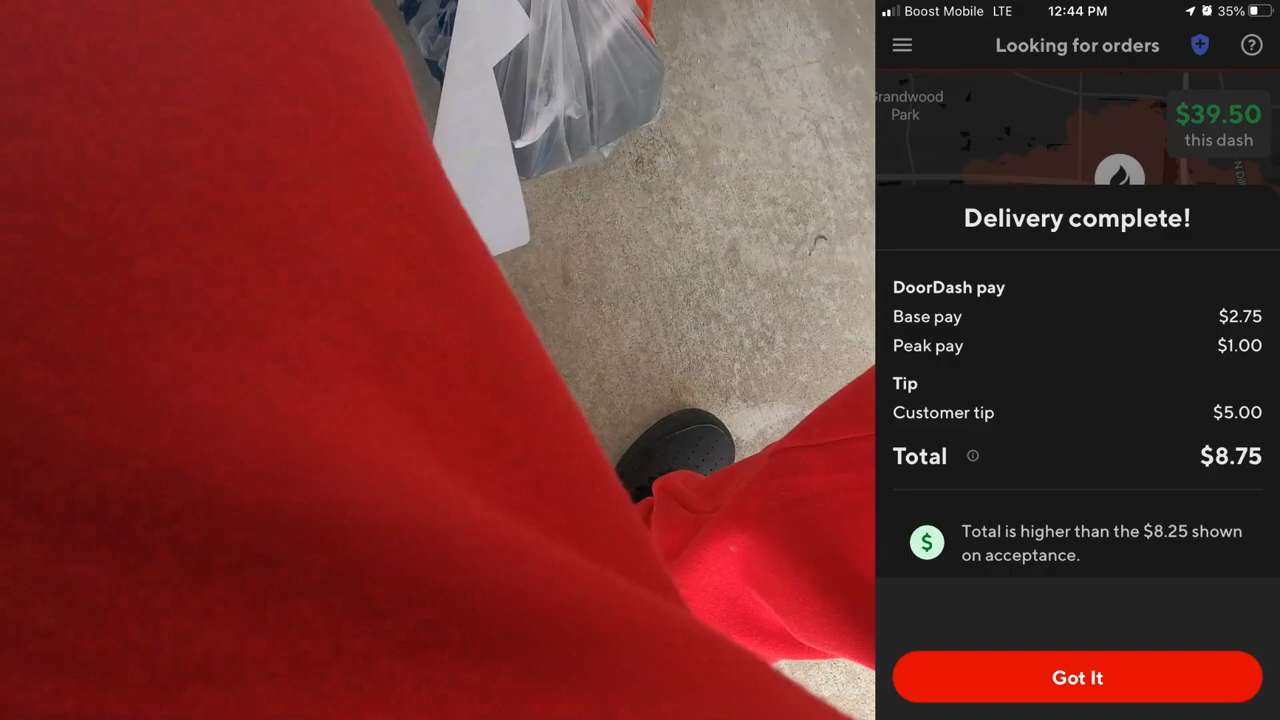 Boost Mobile LTE 12:44 PM 35%
Looking for orders
Grandwood
Park
$39.50
this dash
N Dil
Delivery complete!
DoorDash pay
Base pay $2.75
Peak pay $1.00
Tip
Customer tip $5.00
Total $8.75
$ Total is higher than the $8.25 shown
on acceptance.
Got It